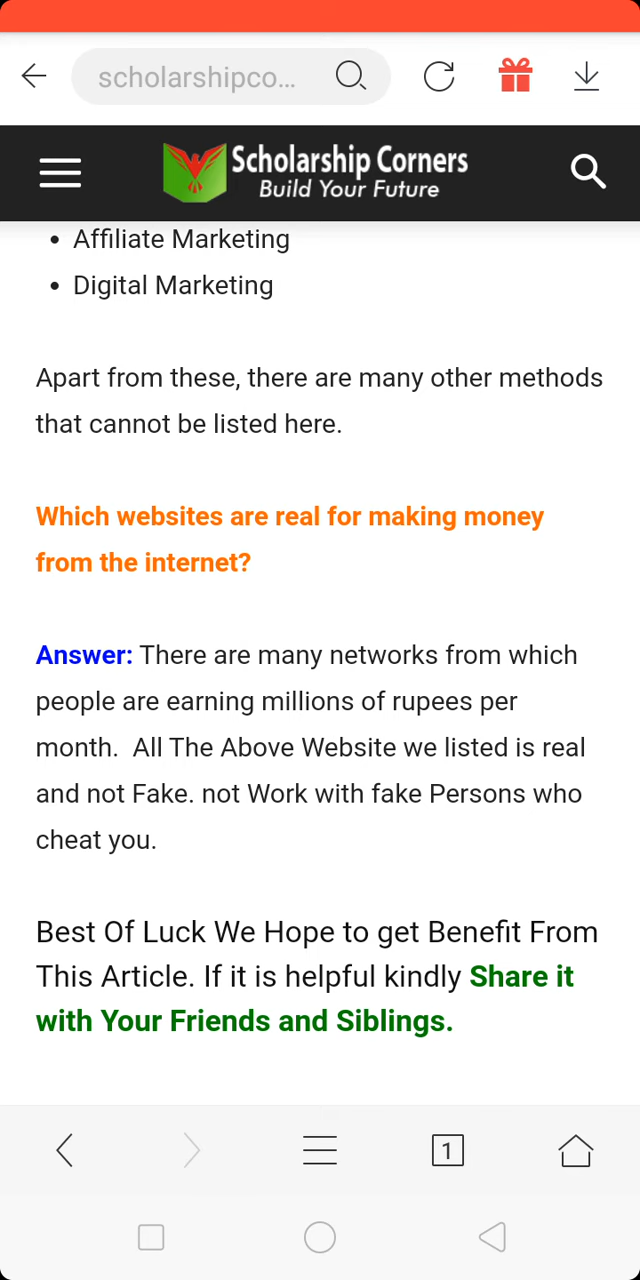 scholarshipco...
Scholarship Corners
Build Your Future
• Affiliate Marketing
• Digital Marketing
Apart from these, there are many other methods
that cannot be listed here.
Which websites are real for making money
from the internet?
Answer: There are many networks from which
people are earning millions of rupees per
month.  All The Above Website we listed is real
and not Fake. not Work with fake Persons who
cheat you.
Best Of Luck We Hope to get Benefit From
This Article. If it is helpful kindly Share it
with Your Friends and Siblings.
1